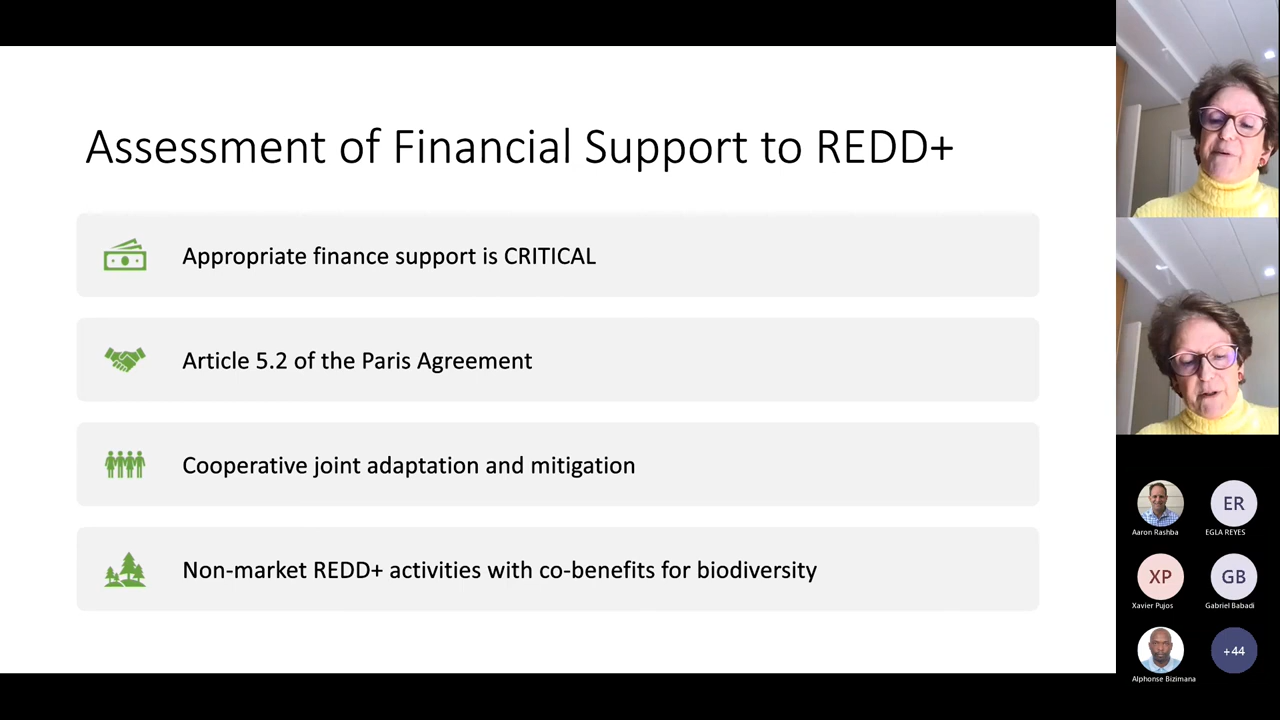 Assessment of Financial Support to REDD+
Appropriate finance support is CRITICAL
Article 5.2 of the Paris Agreement
Cooperative joint adaptation and mitigation
Non-market REDD+ activities with co-benefits for biodiversity
ER
Aaron Rashba
EGLA REYES
XP
GB
Xavier Pujos
Gabriel Babadi
+44
Alphonse Bizimana